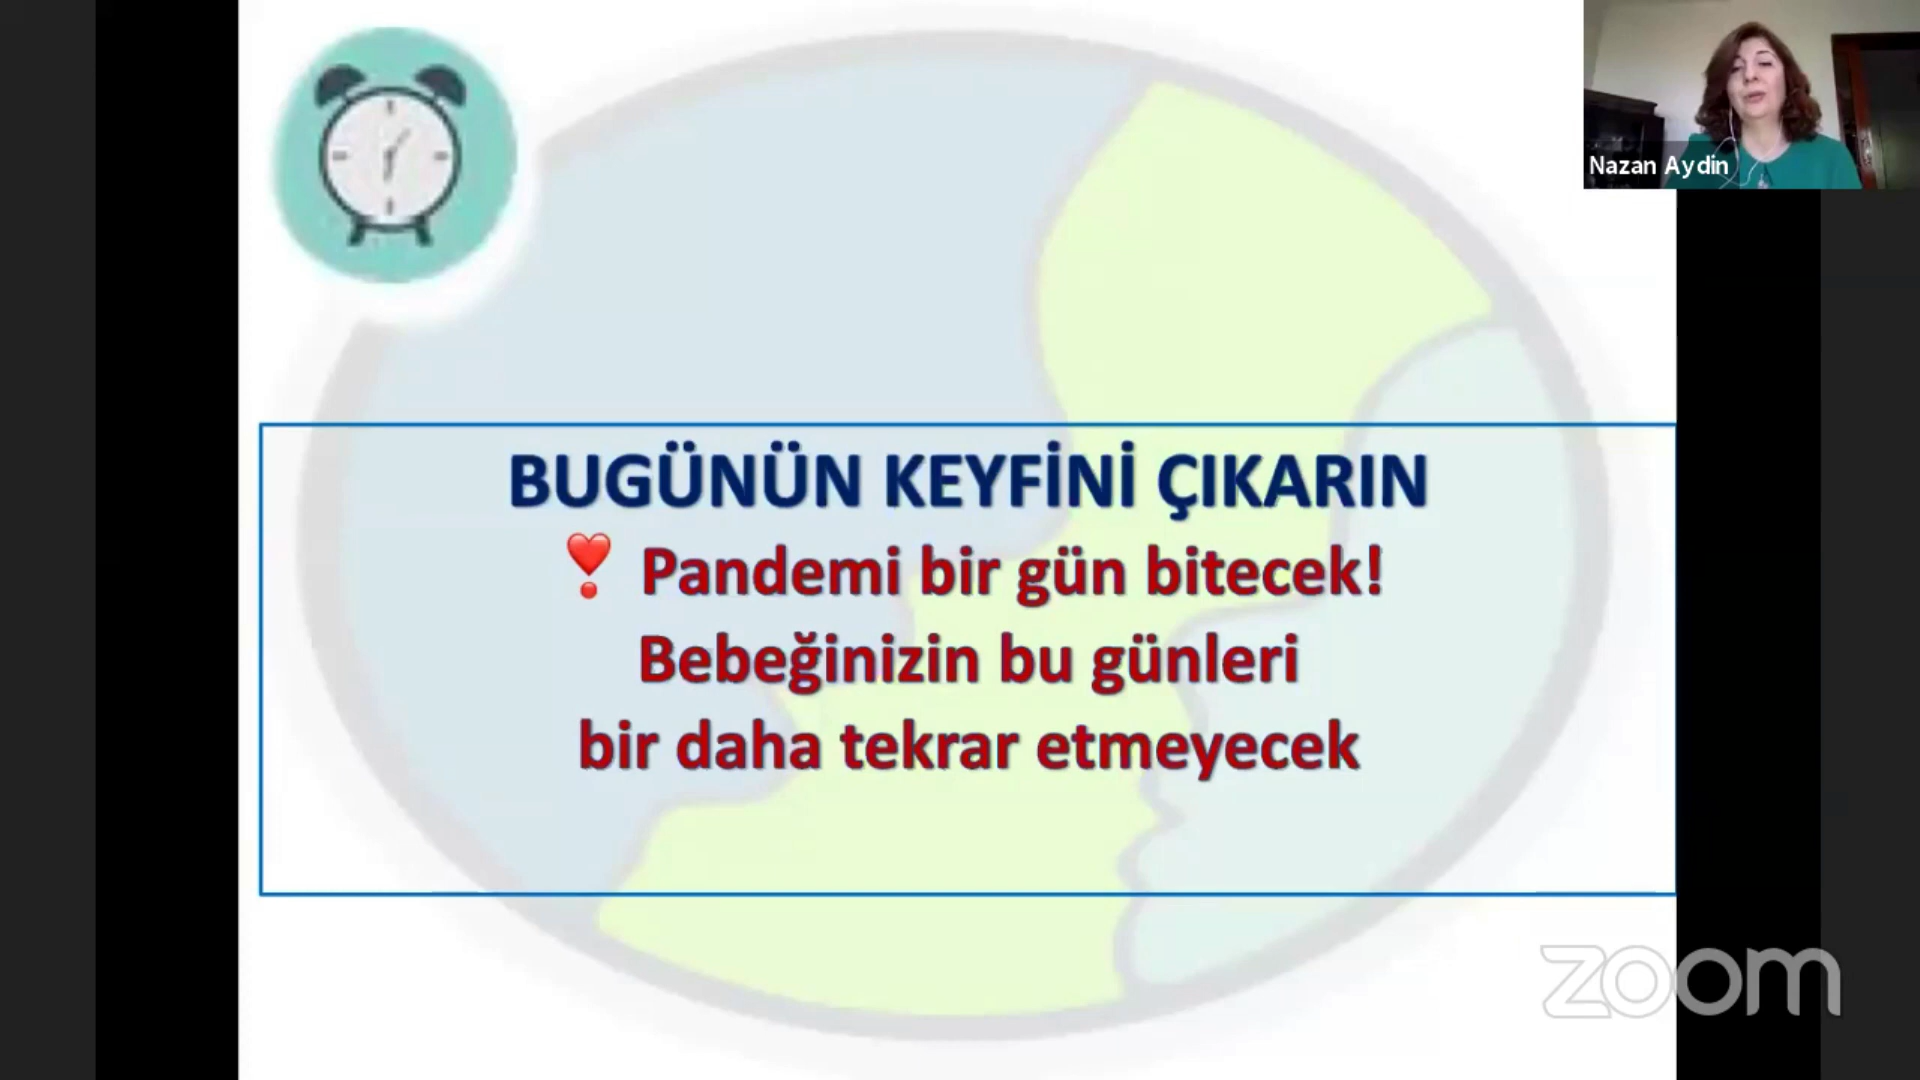 Nazan Aydin
BUGÜNÜN KEYFİNİ ÇIKARIN
❣ Pandemi bir gün bitecek!
Bebeğinizin bu günleri
bir daha tekrar etmeyecek
zoom